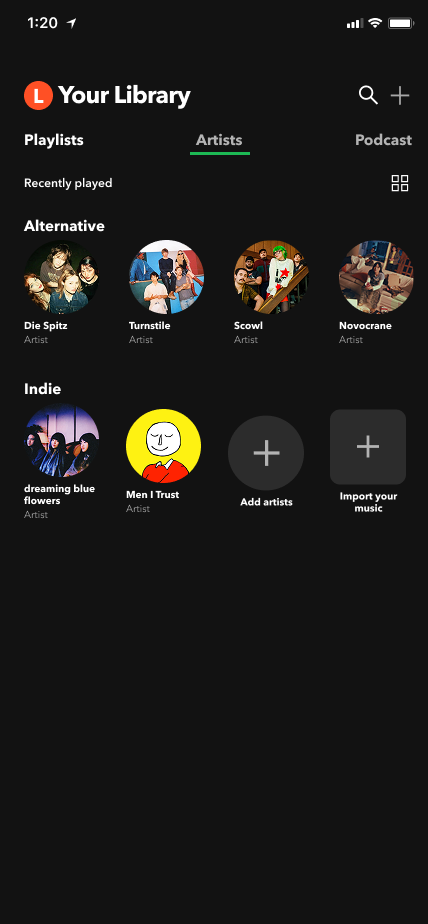 1:20
L Your Library
Playlists Artists Podcast
Recently played
Alternative
Die Spitz Turnstile Scowl Novocrane
Artist Artist Artist Artist
Indie
dreaming blue
flowers
Artist
Men I Trust
Artist
Add artists
Import your
music